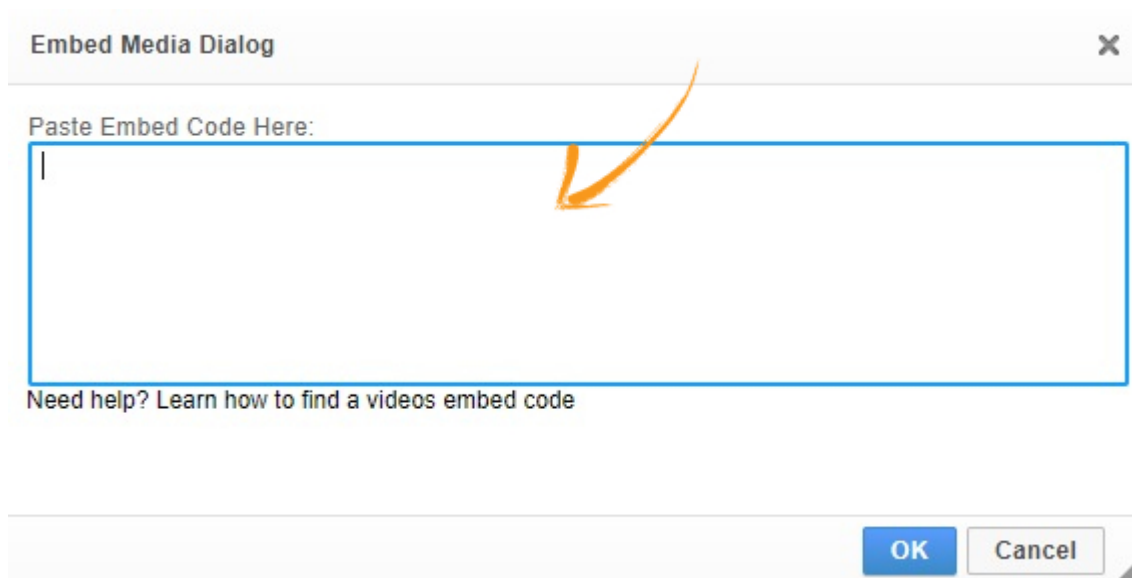 Embed Media Dialog
Paste Embed Code Here:
Need help? Learn how to find a videos embed code
OK
Cancel